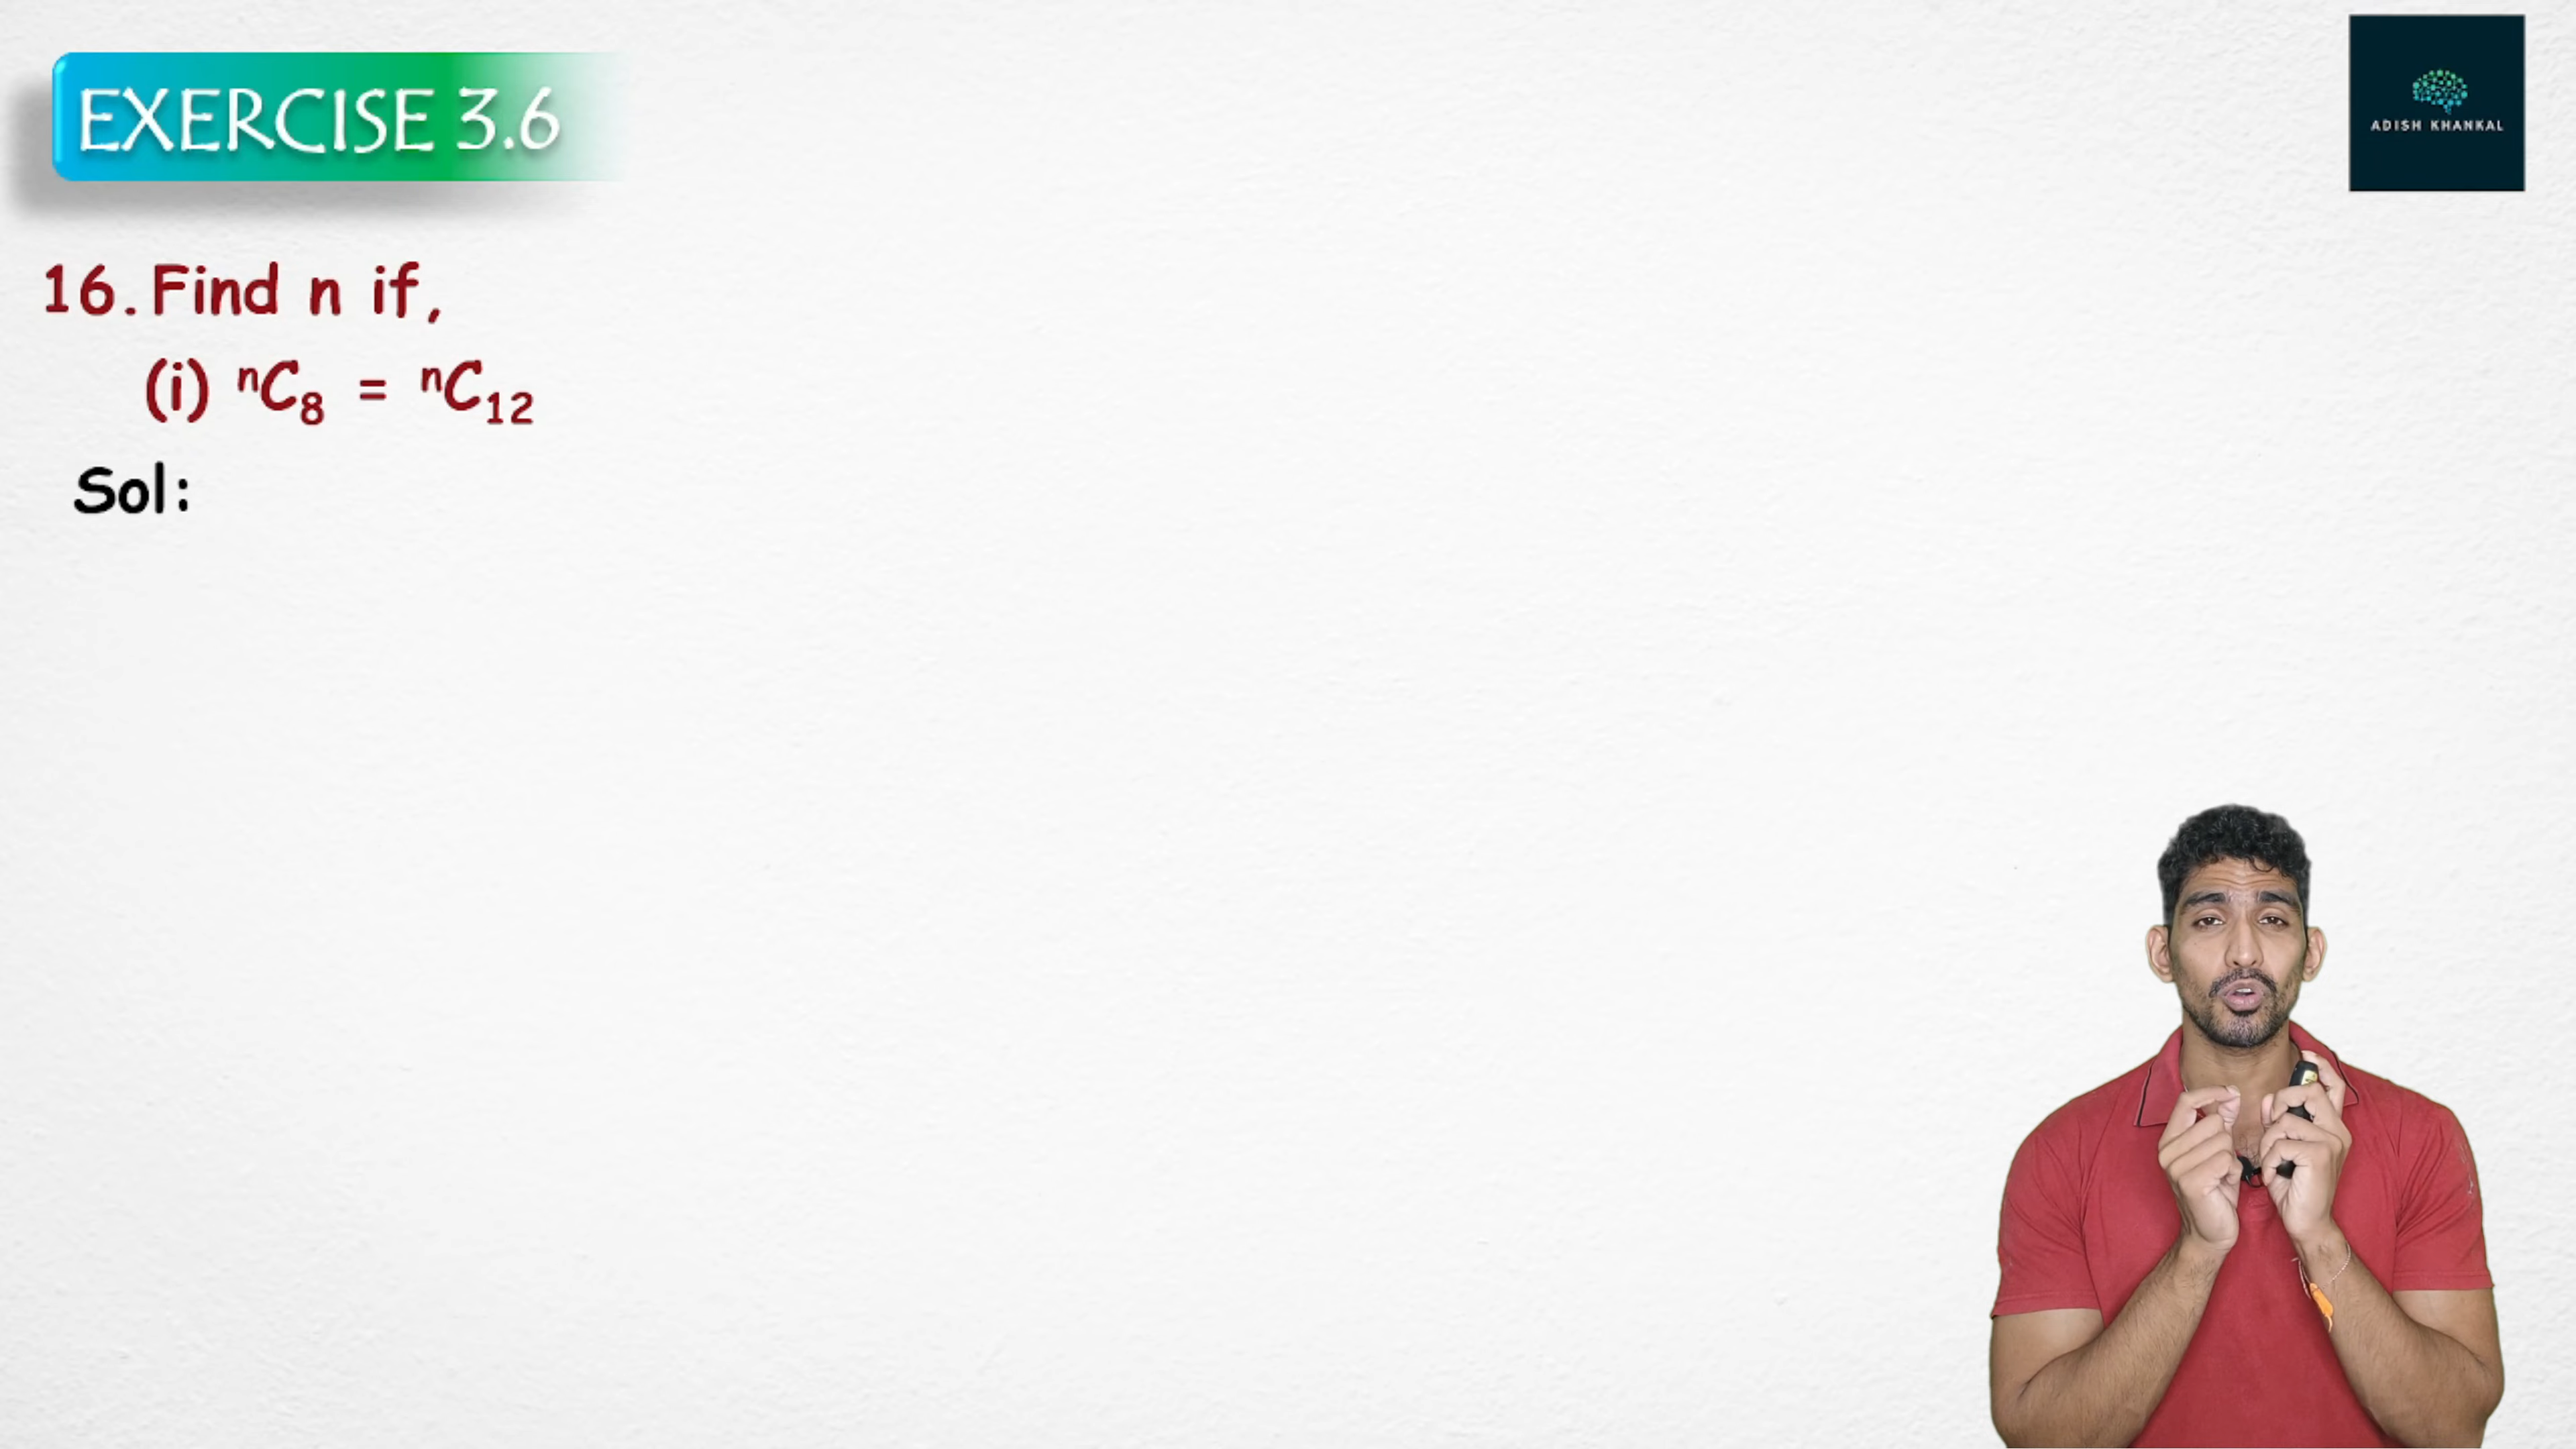 EXERCISE 3.6
ADISH KHANKAL
16. Find n if,
(i) ⁿC₈ = ⁿC₁₂
Sol: